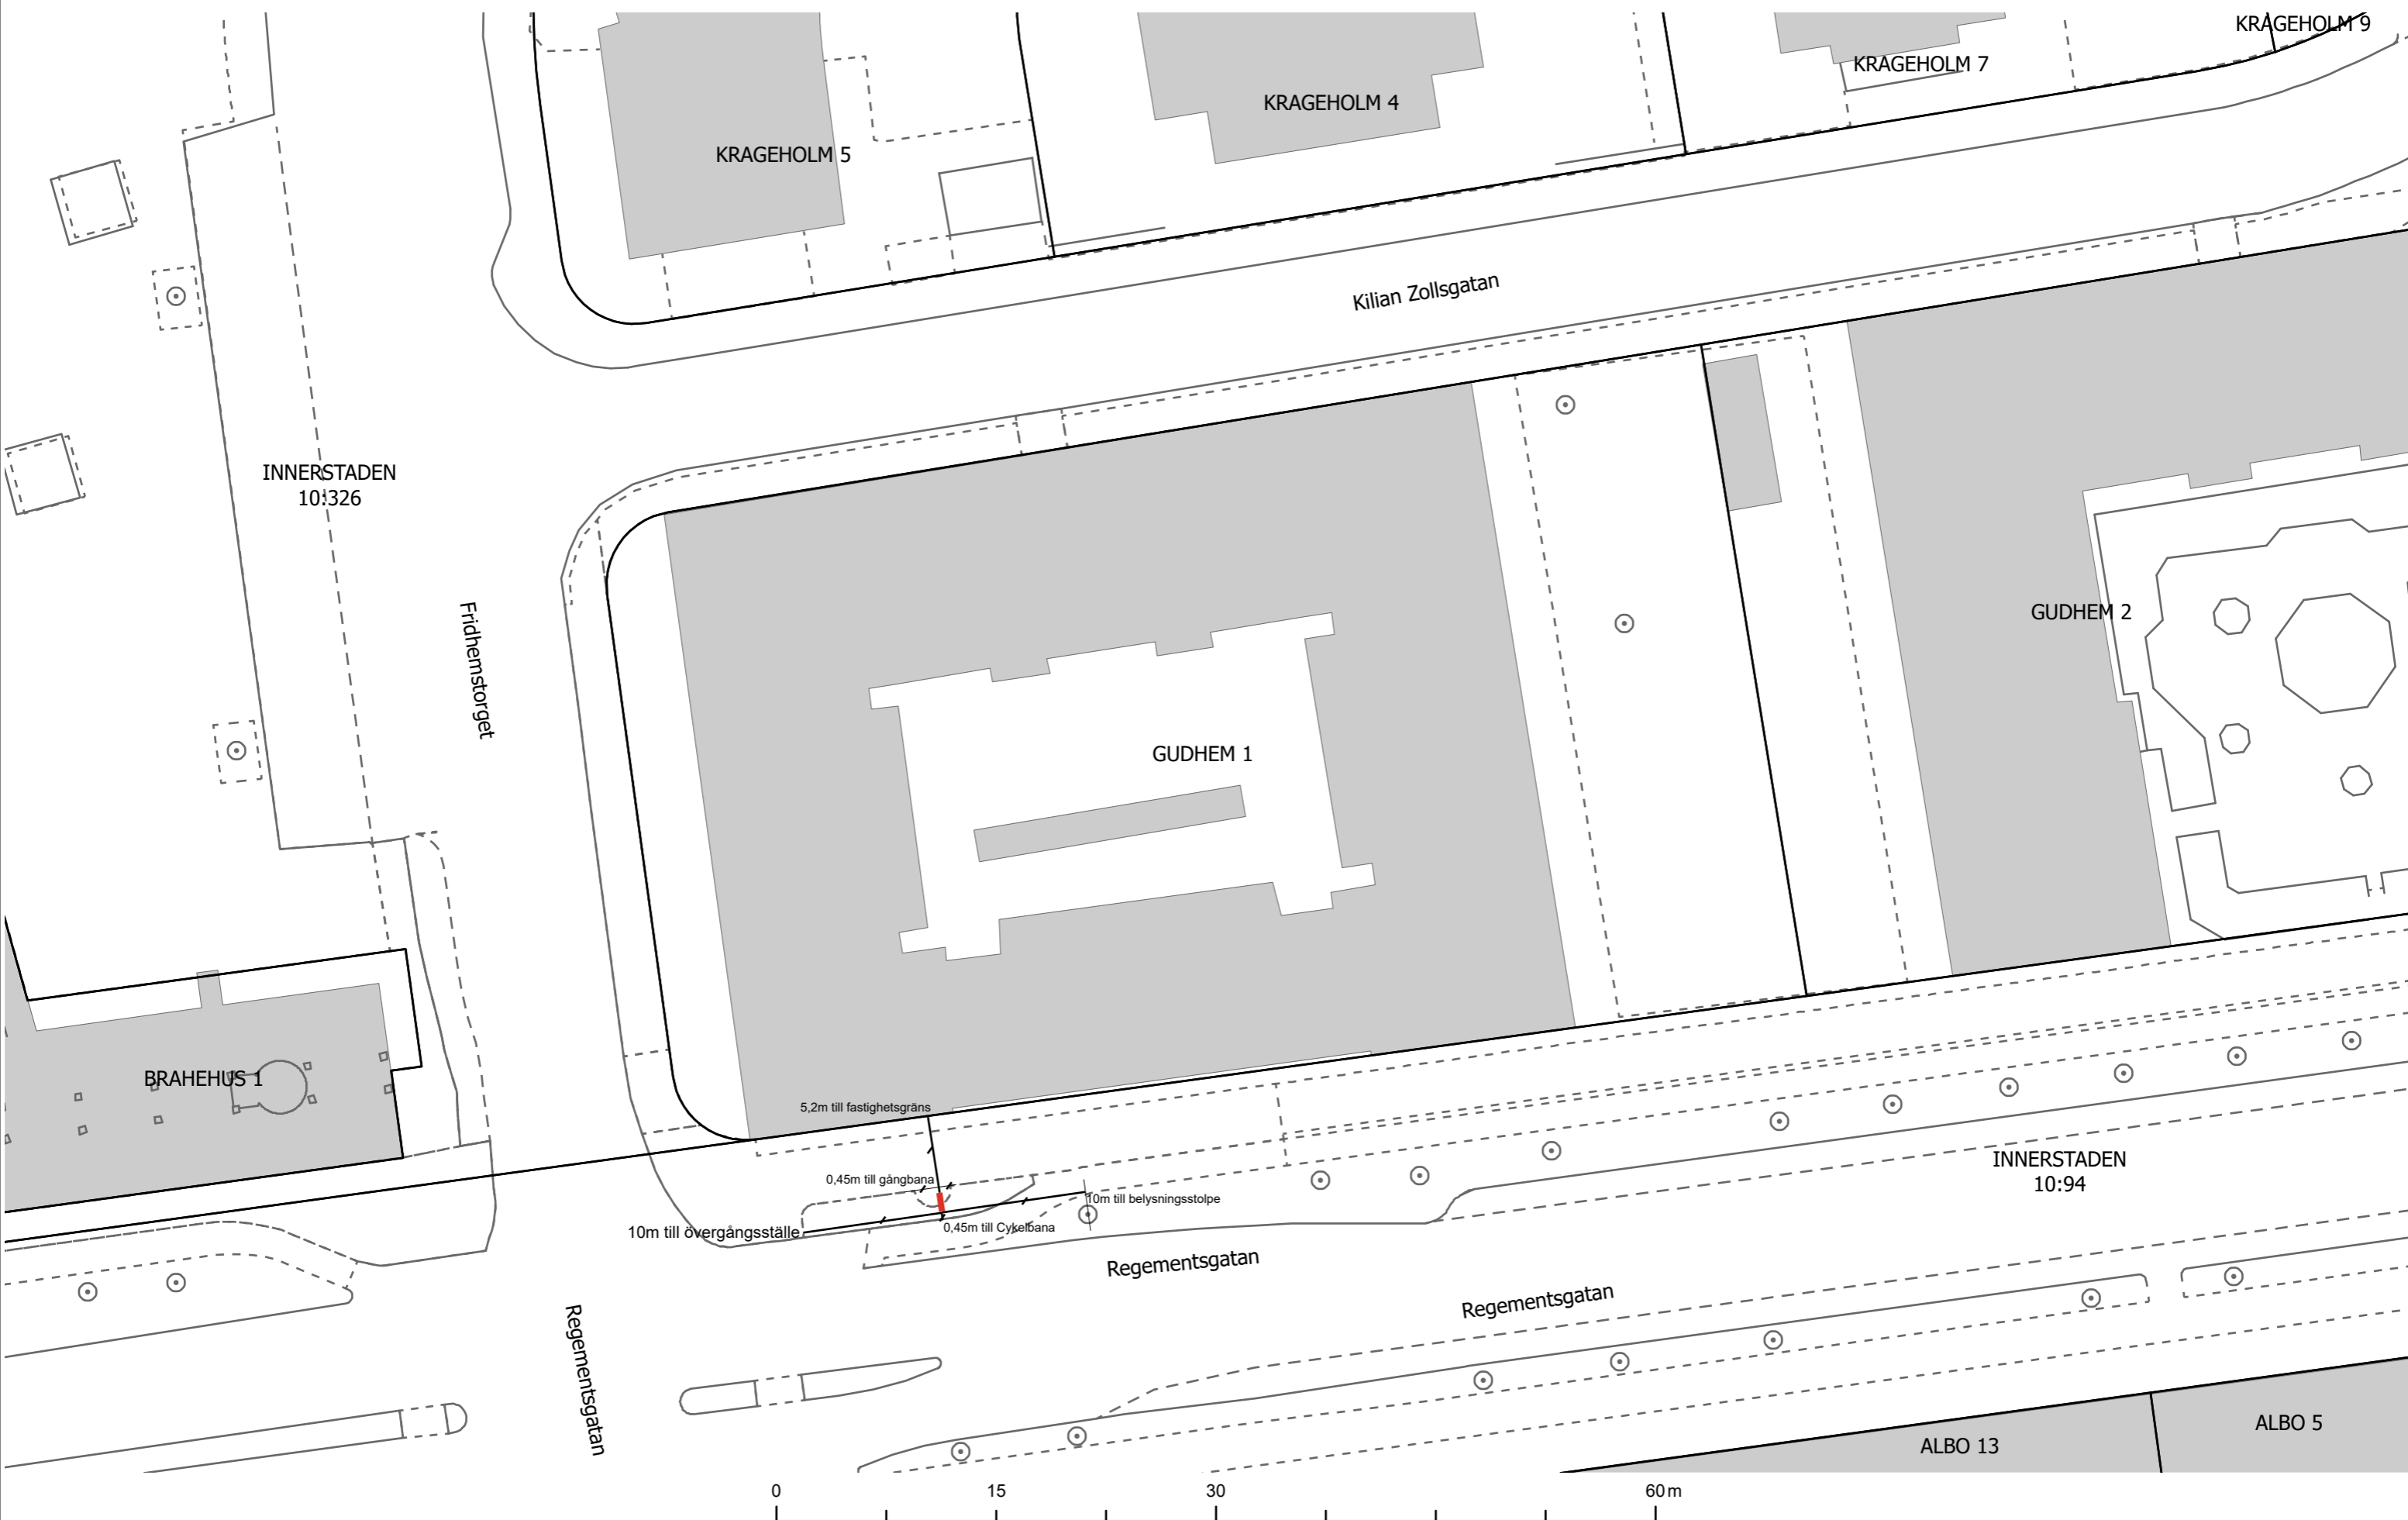 KRAGEHOLM 9
KRAGEHOLM 7
KRAGEHOLM 4
KRAGEHOLM 5
Kilian Zollsgatan
INNERSTADEN
10:326
Fridhemstorget
GUDHEM 2
GUDHEM 1
BRAHEHUS 1
5,2m till fastighetsgräns
0,45m till gångbana
10m till belysningsstolpe
0,45m till Cykelbana
10m till övergångsställe
INNERSTADEN
10:94
Regementsgatan
Regementsgatan
Regementsgatan
ALBO 5
ALBO 13
0 15 30 60 m